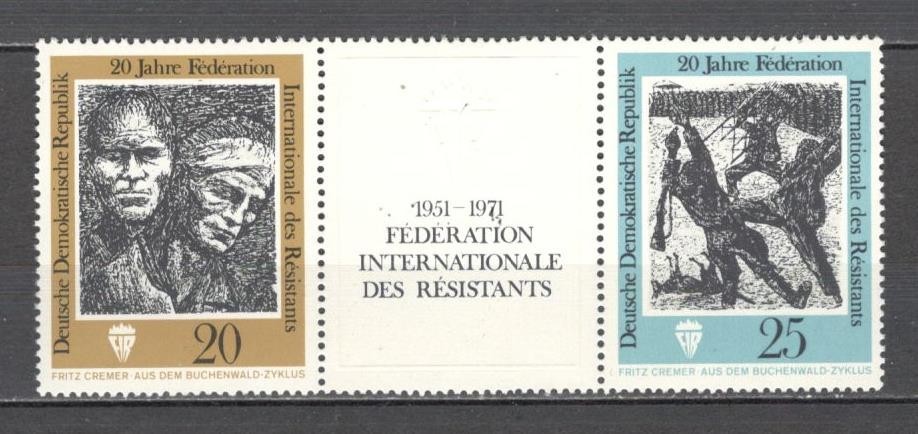 20 Jahre Fédération
Internationale des Résistants
Deutsche Demokratische Republik
FIR
20
FRITZ CREMER·AUS DEM BUCHENWALD-ZYKLUS
1951–1971
FÉDÉRATION
INTERNATIONALE
DES RÉSISTANTS
20 Jahre Fédération
Internationale des Résistants
Deutsche Demokratische Republik
FIR
25
FRITZ CREMER·AUS DEM BUCHENWALD-ZYKLUS